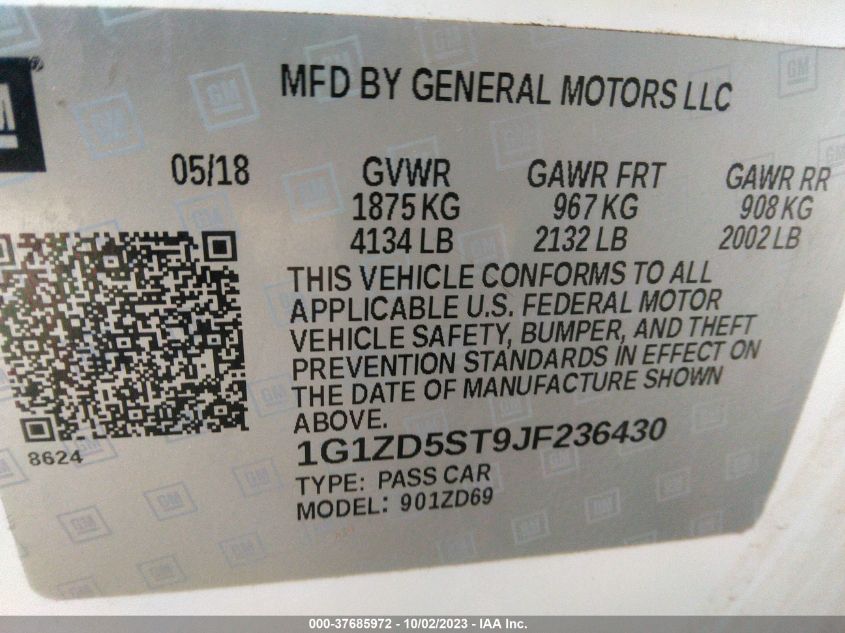 GM
®
MFD BY GENERAL MOTORS LLC
05/18 GVWR GAWR FRT GAWR RR
1875 KG 967 KG 908 KG
4134 LB 2132 LB 2002 LB
THIS VEHICLE CONFORMS TO ALL
APPLICABLE U.S. FEDERAL MOTOR
VEHICLE SAFETY, BUMPER, AND THEFT
PREVENTION STANDARDS IN EFFECT ON
THE DATE OF MANUFACTURE SHOWN
ABOVE.
8624
1G1ZD5ST9JF236430
TYPE: PASS CAR
MODEL: 901ZD69
000-37685972 - 10/02/2023 - IAA Inc.